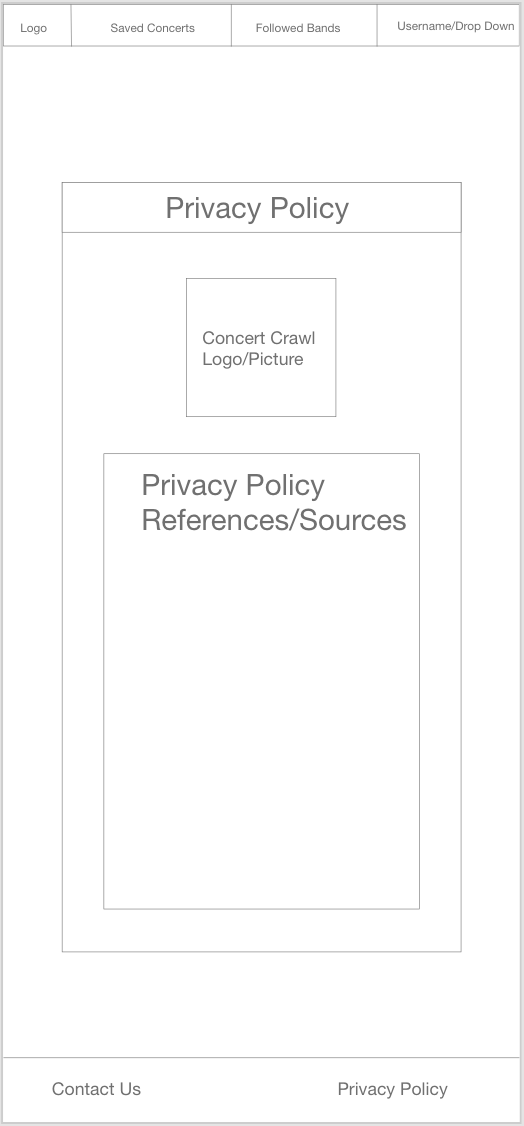 Logo
Saved Concerts
Followed Bands
Username/Drop Down
Privacy Policy
Concert Crawl
Logo/Picture
Privacy Policy
References/Sources
Contact Us
Privacy Policy